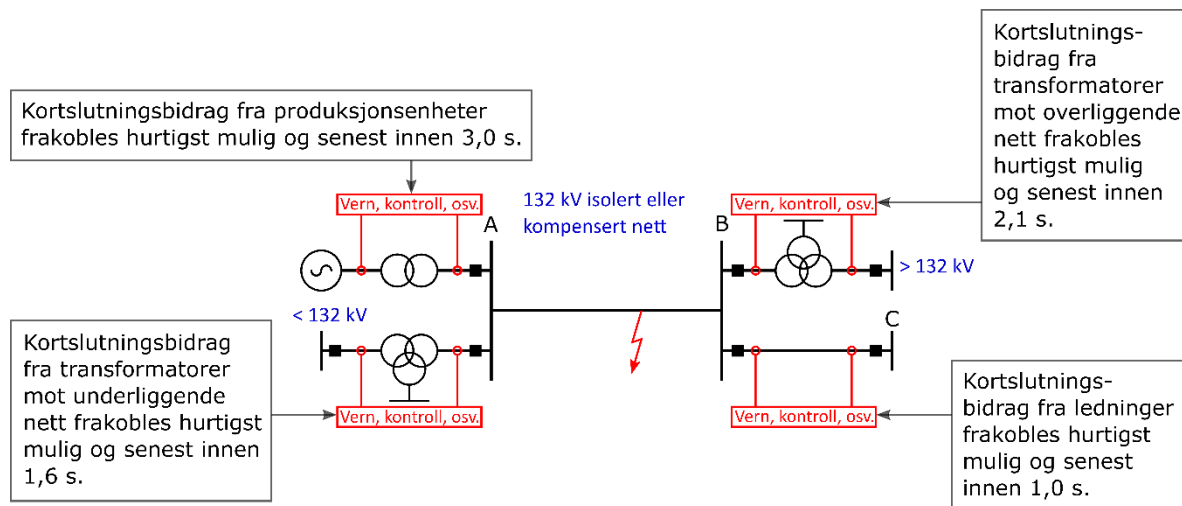 Kortslutnings-
bidrag fra
transformatorer
mot overliggende
nett frakobles
hurtigst mulig
og senest innen
2,1 s.
Kortslutningsbidrag fra produksjonsenheter
frakobles hurtigst mulig og senest innen 3,0 s.
Vern, kontroll, osv.
A
132 kV isolert eller
kompensert nett
Vern, kontroll, osv.
B
> 132 kV
< 132 kV
C
Kortslutningsbidrag
fra transformatorer
mot underliggende
nett frakobles hurtigst
mulig og senest innen
1,6 s.
Vern, kontroll, osv.
Vern, kontroll, osv.
Kortslutnings-
bidrag fra ledninger
frakobles hurtigst
mulig og senest
innen 1,0 s.